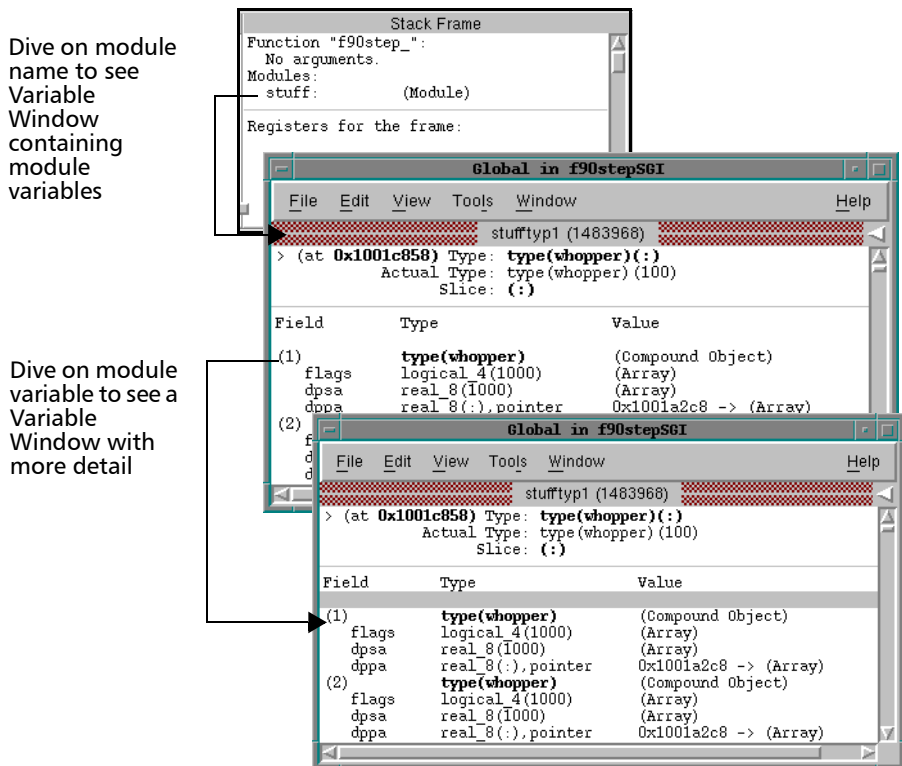 Dive on module
name to see
Variable
Window
containing
module
variables
Stack Frame
Function "f90step_":
No arguments.
Modules:
stuff: (Module)
Registers for the frame:
Global in f90stepSGI
File Edit View Tools Window Help
stufftyp1 (1483968)
> (at 0x1001c858) Type: type(whopper)(:)
Actual Type: type(whopper)(100)
Slice: (:)
Field Type Value
(1) type(whopper) (Compound Object)
flags logical_4(1000) (Array)
dpsa real_8(1000) (Array)
dppa real_8(:),pointer 0x1001a2c8 -> (Array)
(2)
f
d
d
Dive on module
variable to see a
Variable
Window with
more detail
Global in f90stepSGI
File Edit View Tools Window Help
stufftyp1 (1483968)
> (at 0x1001c858) Type: type(whopper)(:)
Actual Type: type(whopper)(100)
Slice: (:)
Field Type Value
(1) type(whopper) (Compound Object)
flags logical_4(1000) (Array)
dpsa real_8(1000) (Array)
dppa real_8(:),pointer 0x1001a2c8 -> (Array)
(2) type(whopper) (Compound Object)
flags logical_4(1000) (Array)
dpsa real_8(1000) (Array)
dppa real_8(:),pointer 0x1001a2c8 -> (Array)